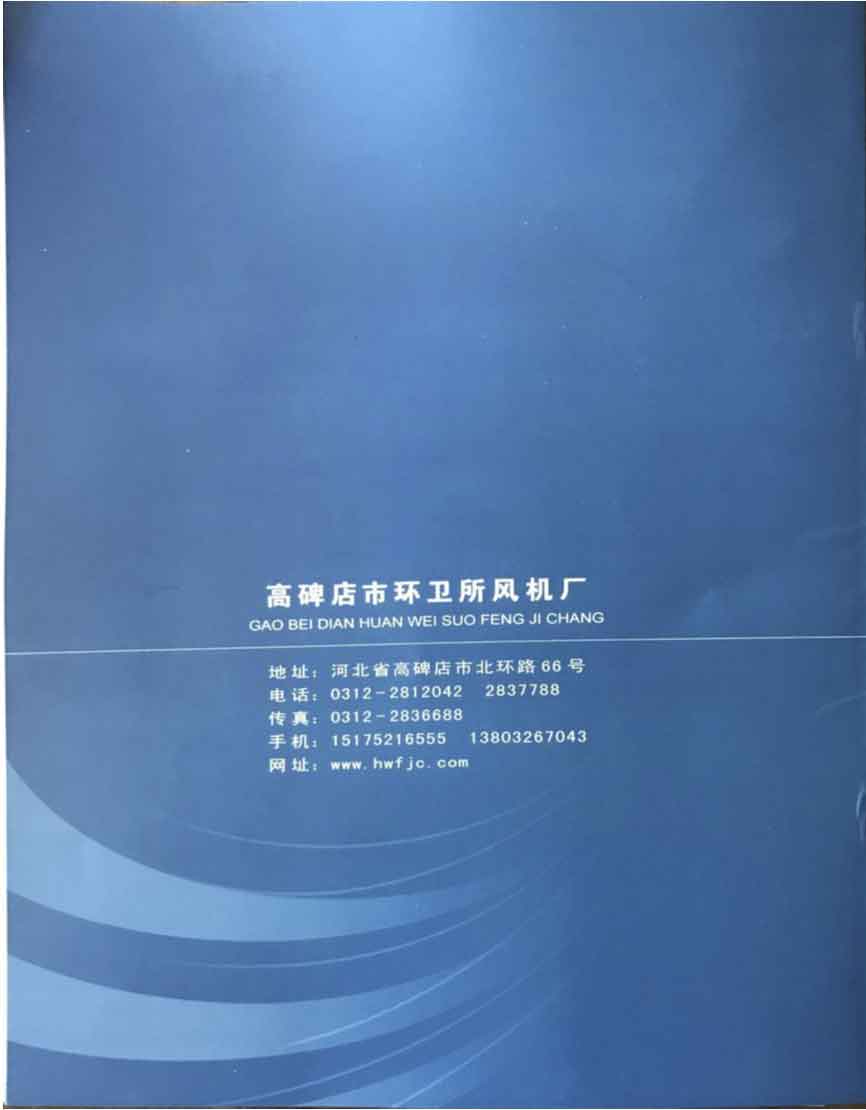 高碑店市环卫所风机厂
GAO BEI DIAN HUAN WEI SUO FENG JI CHANG
地址：河北省高碑店市北环路66号
电话：0312-2812042 2837788
传真：0312-2836688
手机：15175216555 13803267043
网址：www.hwfjc.com